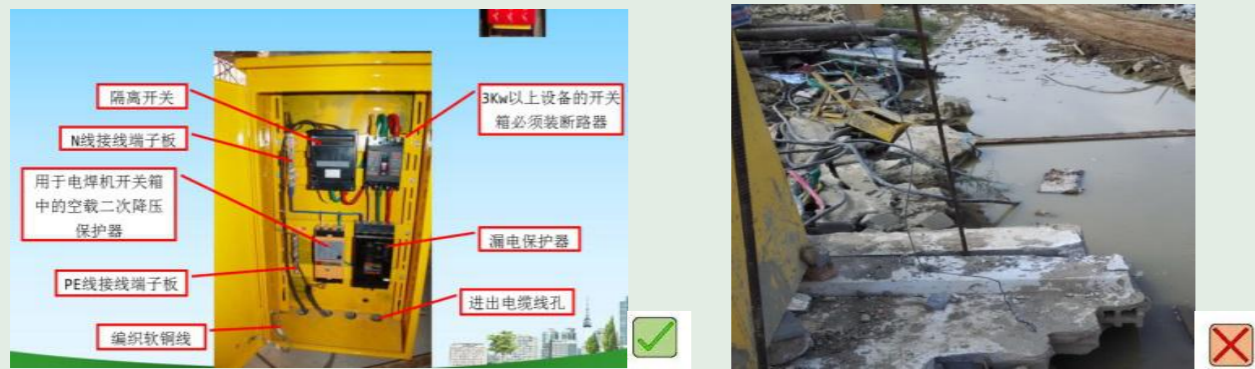 隔离开关
N线接线端子板
用于电焊机开关箱
中的空载二次降压
保护器
PE线接线端子板
编织软铜线
3Kw以上设备的开关
箱必须装断路器
漏电保护器
进出电缆线孔